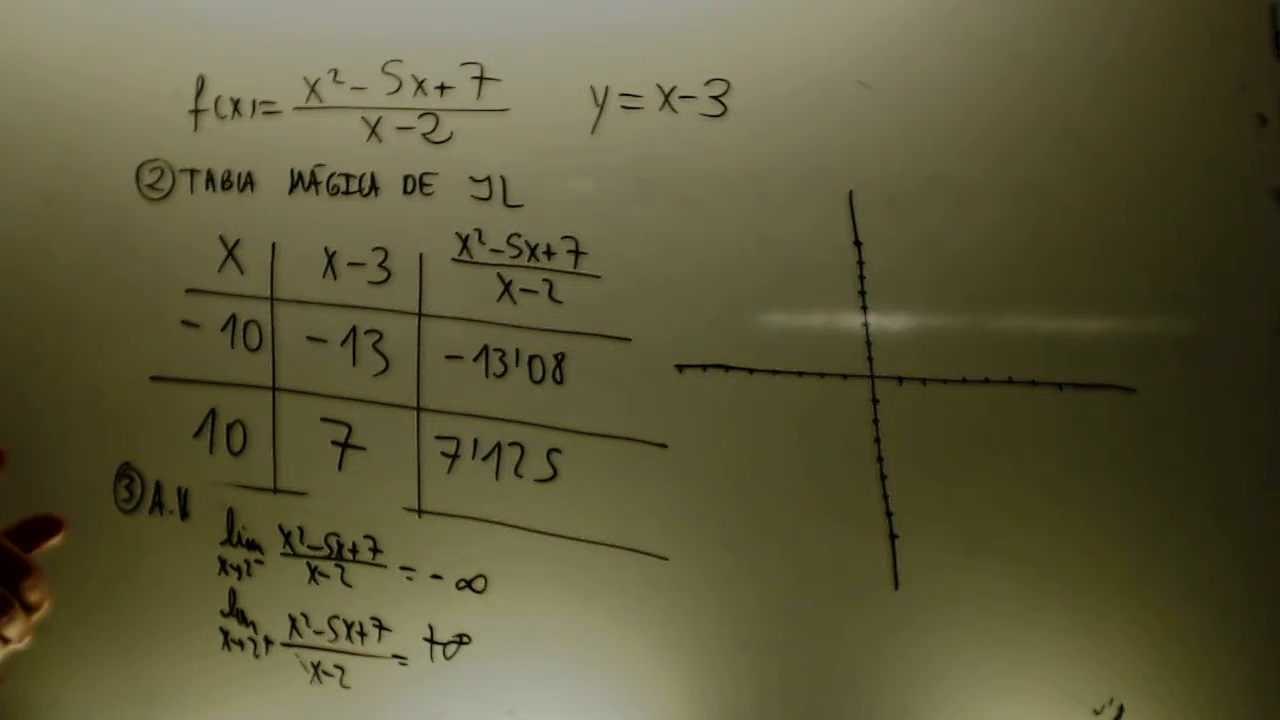 f(x)= x²-5x+7 / x-2    y=x-3
② TABLA MÁGICA DE JL
x | x-3 | x²-5x+7 / x-2
-10 | -13 | -13'08
10 | 7 | 7'125
③ A.V
lim x→2⁻ x²-5x+7 / x-2 = -∞
lim x→2+ x²-5x+7 / x-2 = +∞